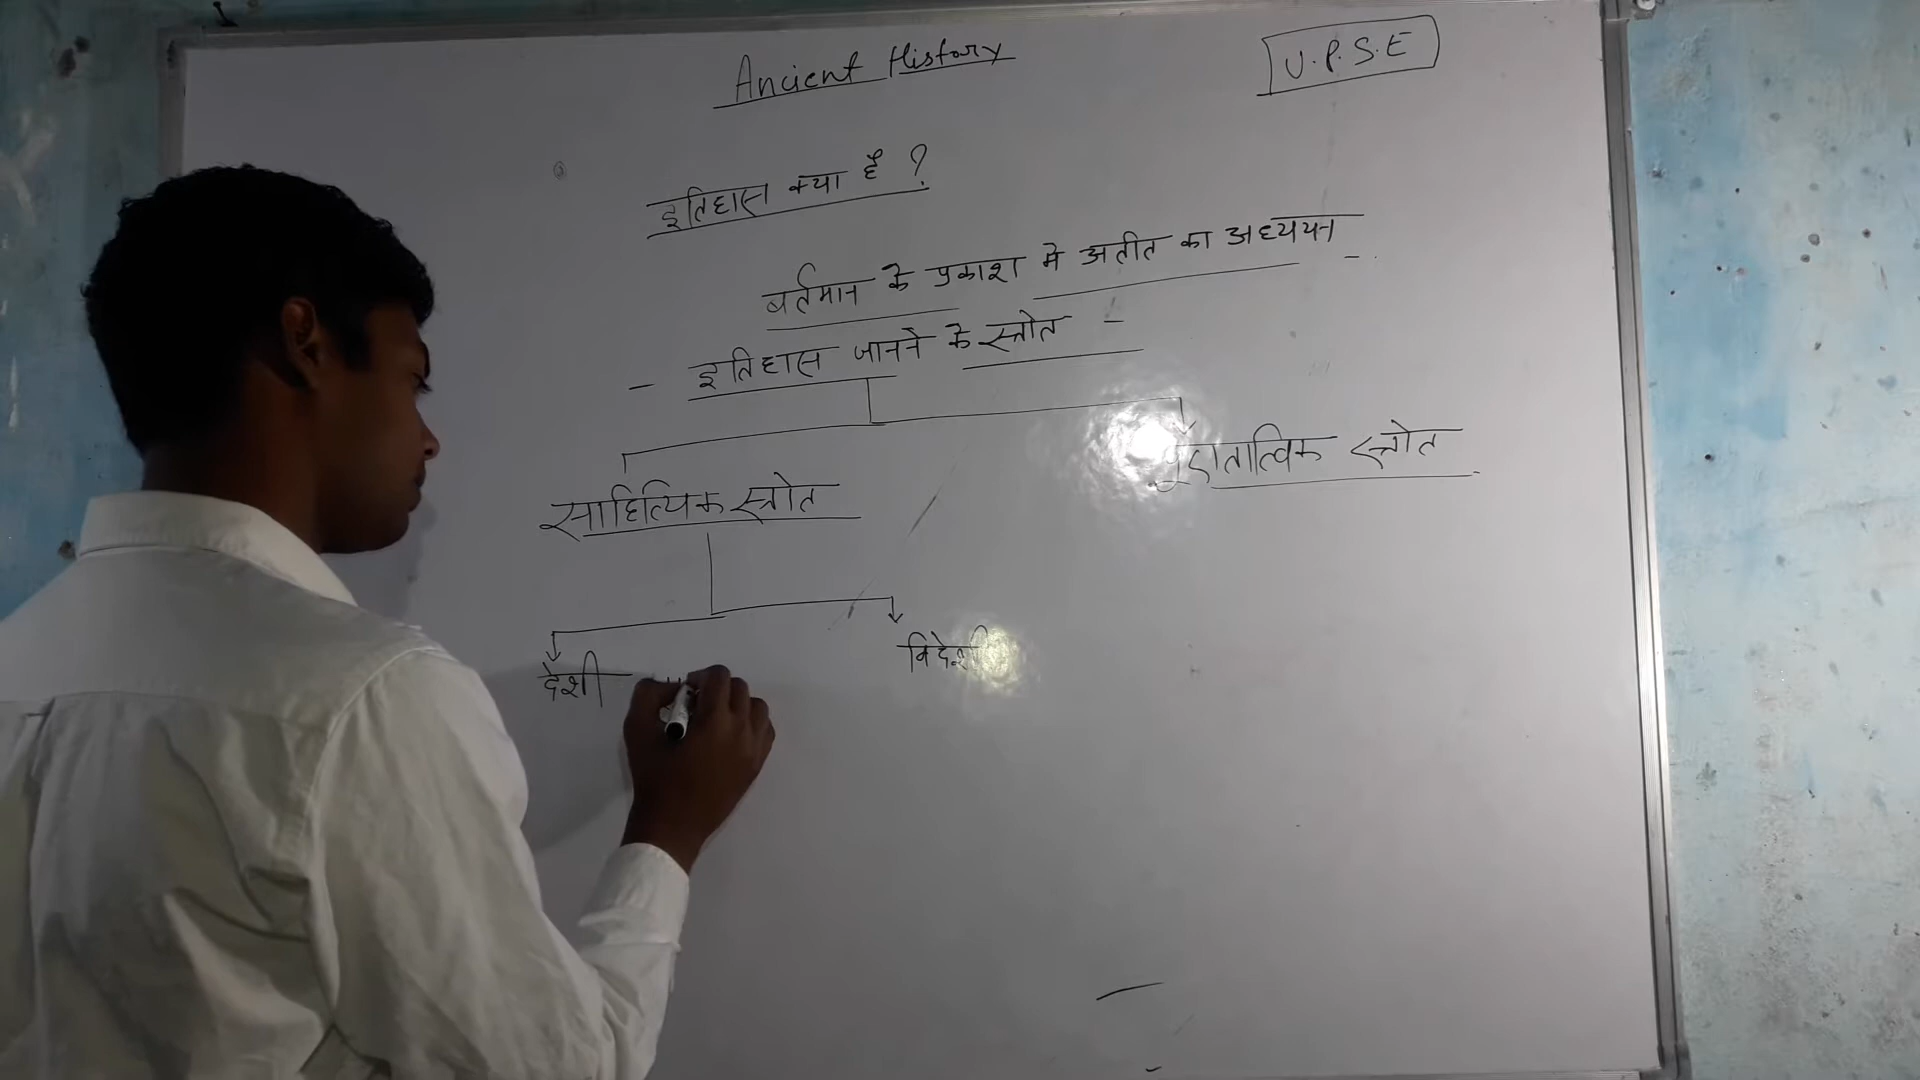 Ancient History
U.P.S.E
इतिहास क्या है ?
वर्तमान के प्रकाश मे अतीत का अध्ययन -.
- इतिहास जानने के स्त्रोत -
साहित्यिक स्त्रोत
पुरातात्विक स्त्रोत
देशी
विदेशी